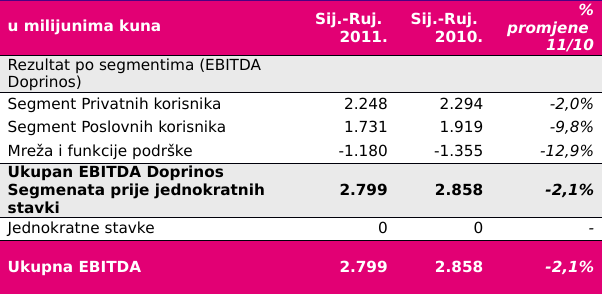 u milijunima kuna Sij.-Ruj. 2011. Sij.-Ruj. 2010. % promjene 11/10
Rezultat po segmentima (EBITDA
Doprinos)
Segment Privatnih korisnika 2.248 2.294 -2,0%
Segment Poslovnih korisnika 1.731 1.919 -9,8%
Mreža i funkcije podrške -1.180 -1.355 -12,9%
Ukupan EBITDA Doprinos
Segmenata prije jednokratnih 2.799 2.858 -2,1%
stavki
Jednokratne stavke 0 0 -
Ukupna EBITDA 2.799 2.858 -2,1%